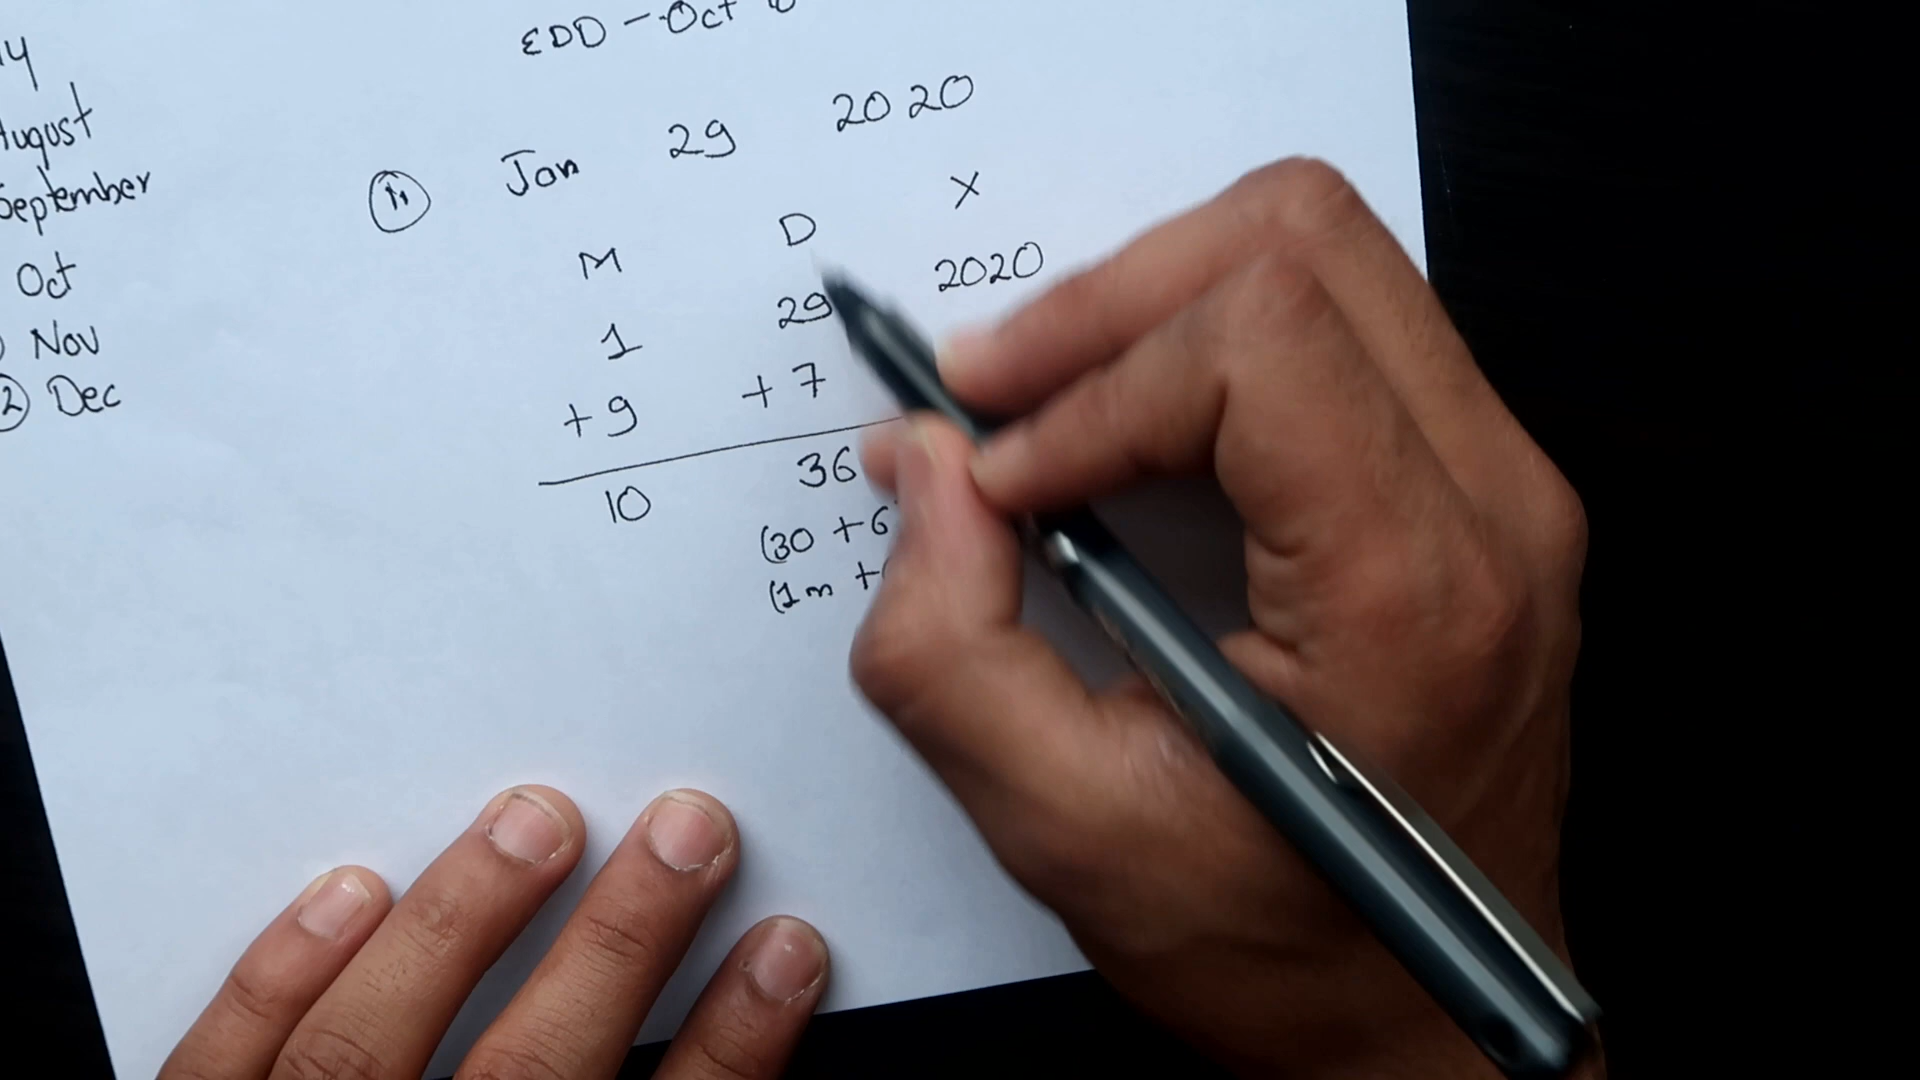 EDD - Oct
August
September
Oct
Nov
2 Dec
ii Jan 29 2020
M D Y
1 29 2020
+9 +7
10 36
(30 + 6
(1m +